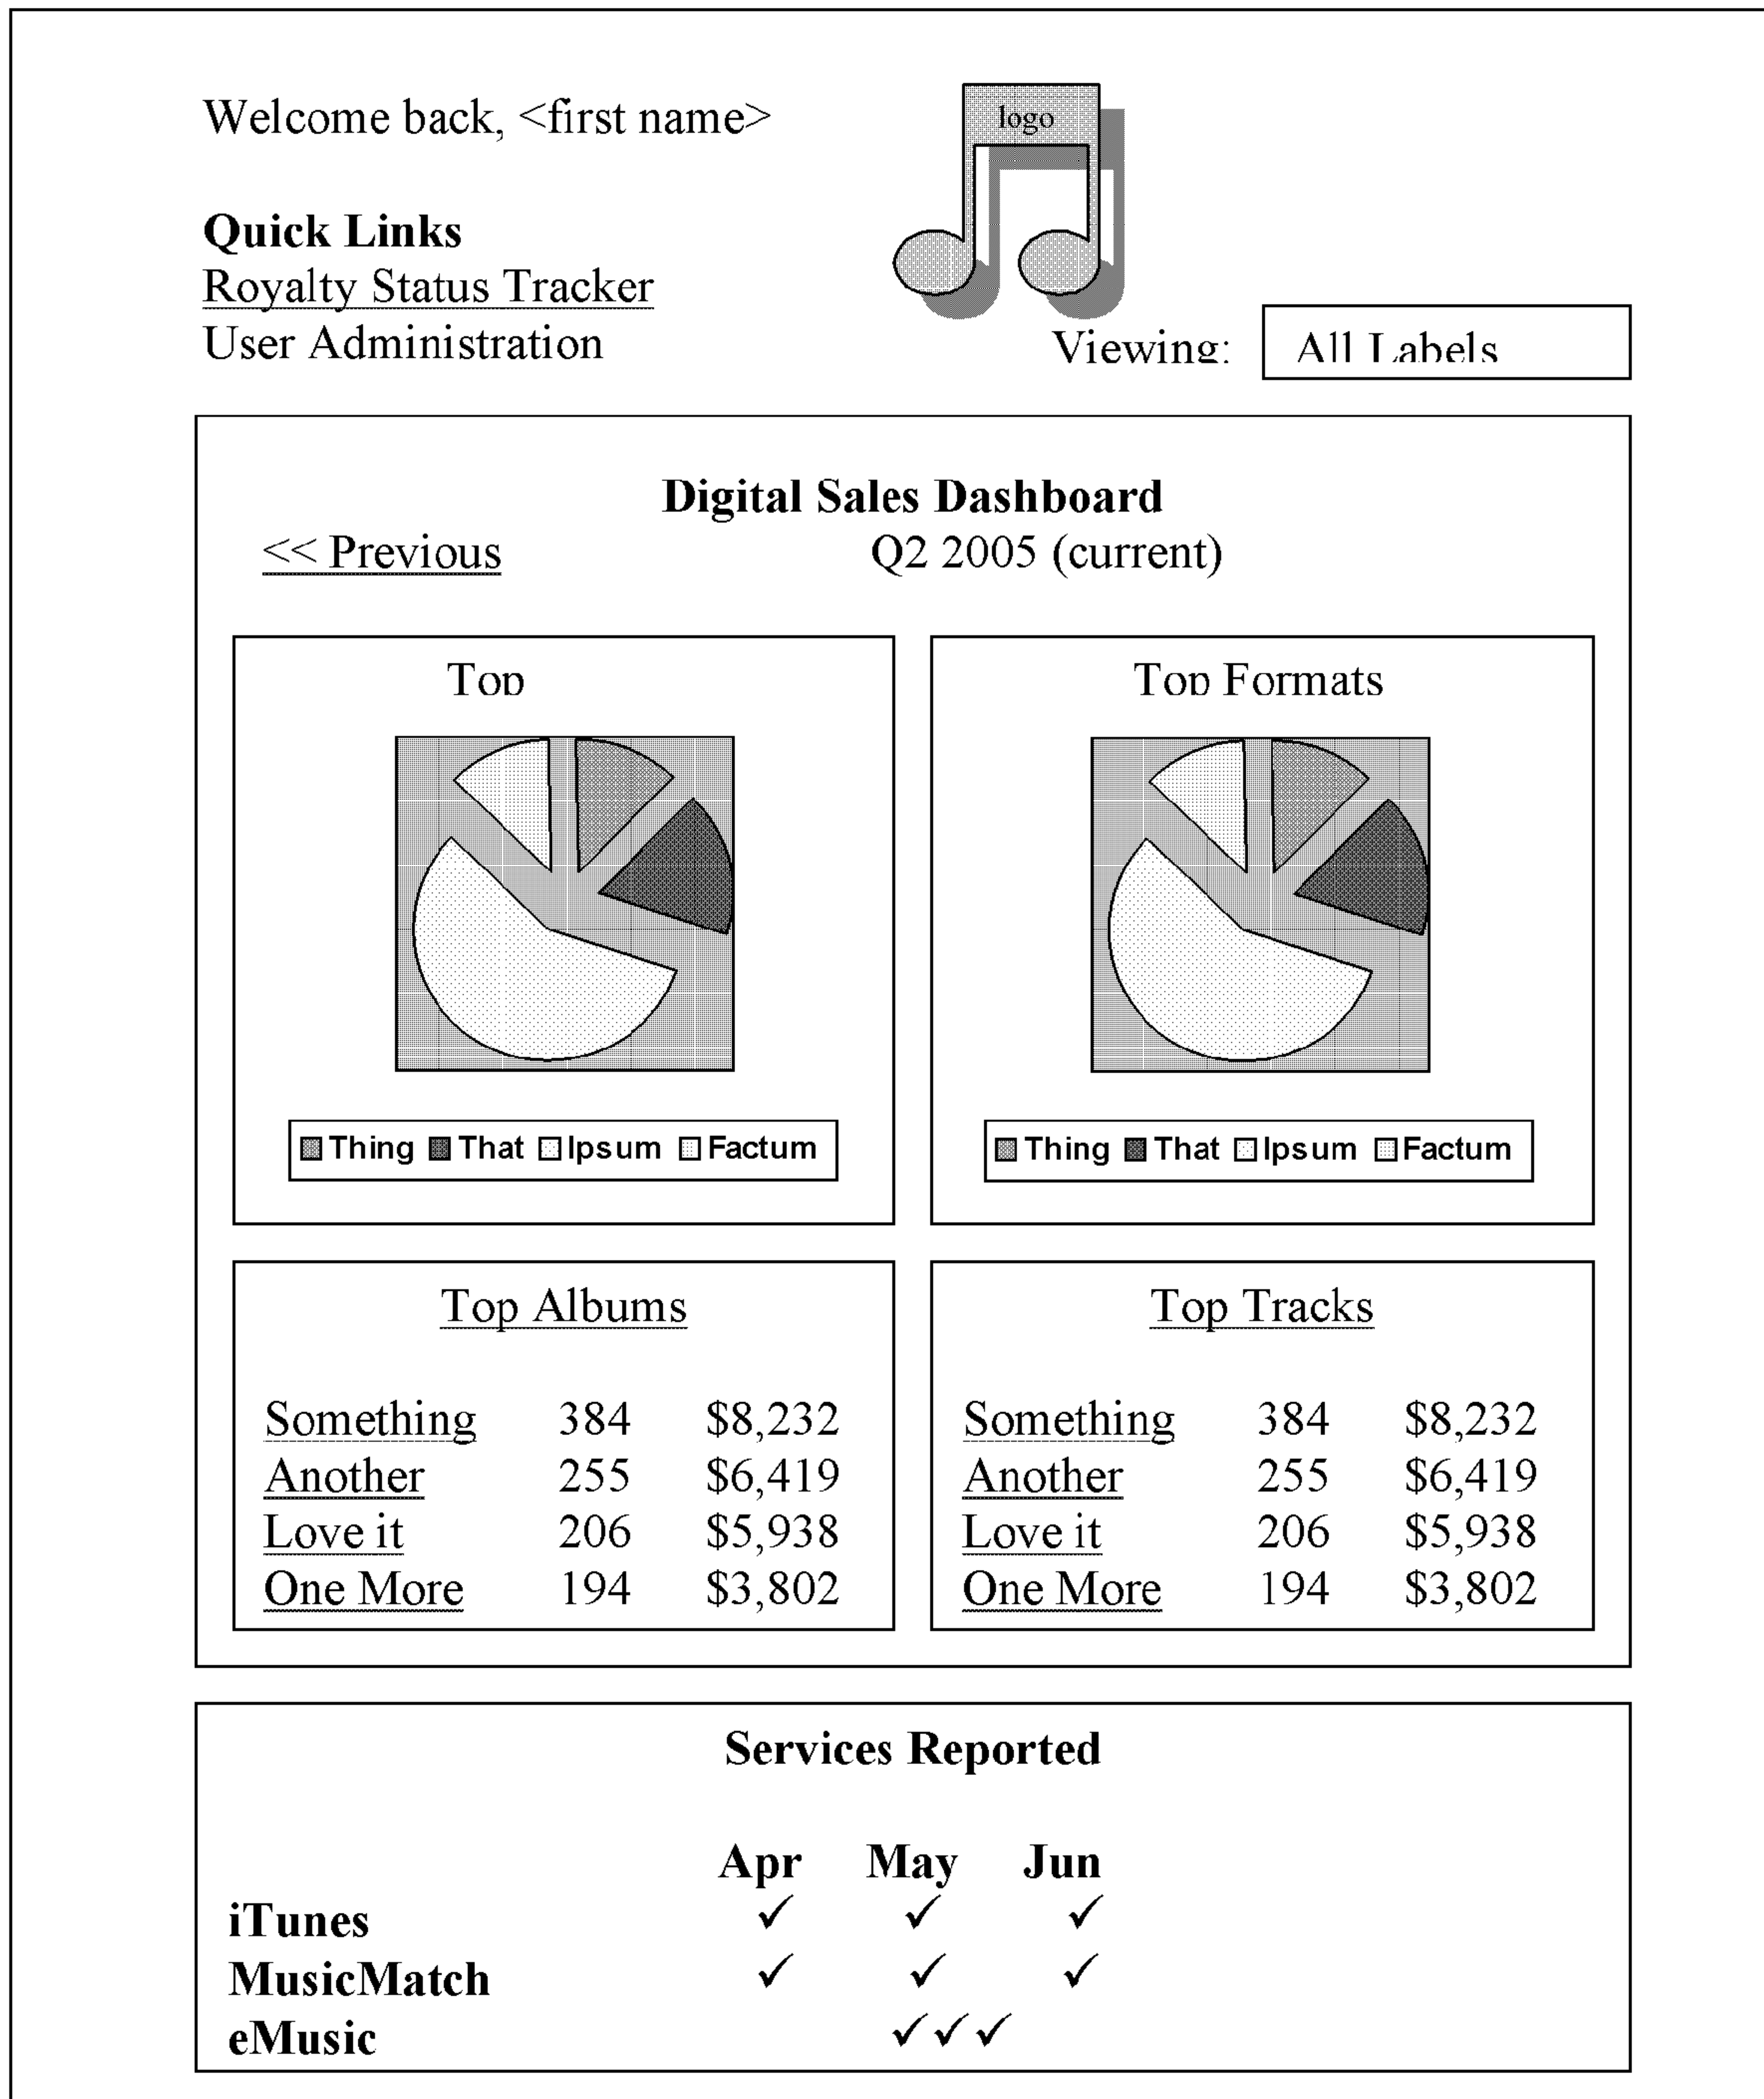 Welcome back, <first name>
logo
Quick Links
Royalty Status Tracker
User Administration
Viewing: All Labels
Digital Sales Dashboard
<< Previous Q2 2005 (current)
Top
Thing That Ipsum Factum
Top Formats
Thing That Ipsum Factum
Top Albums
Something 384 $8,232
Another 255 $6,419
Love it 206 $5,938
One More 194 $3,802
Top Tracks
Something 384 $8,232
Another 255 $6,419
Love it 206 $5,938
One More 194 $3,802
Services Reported
Apr May Jun
iTunes ✓ ✓ ✓
MusicMatch ✓ ✓ ✓
eMusic ✓✓✓